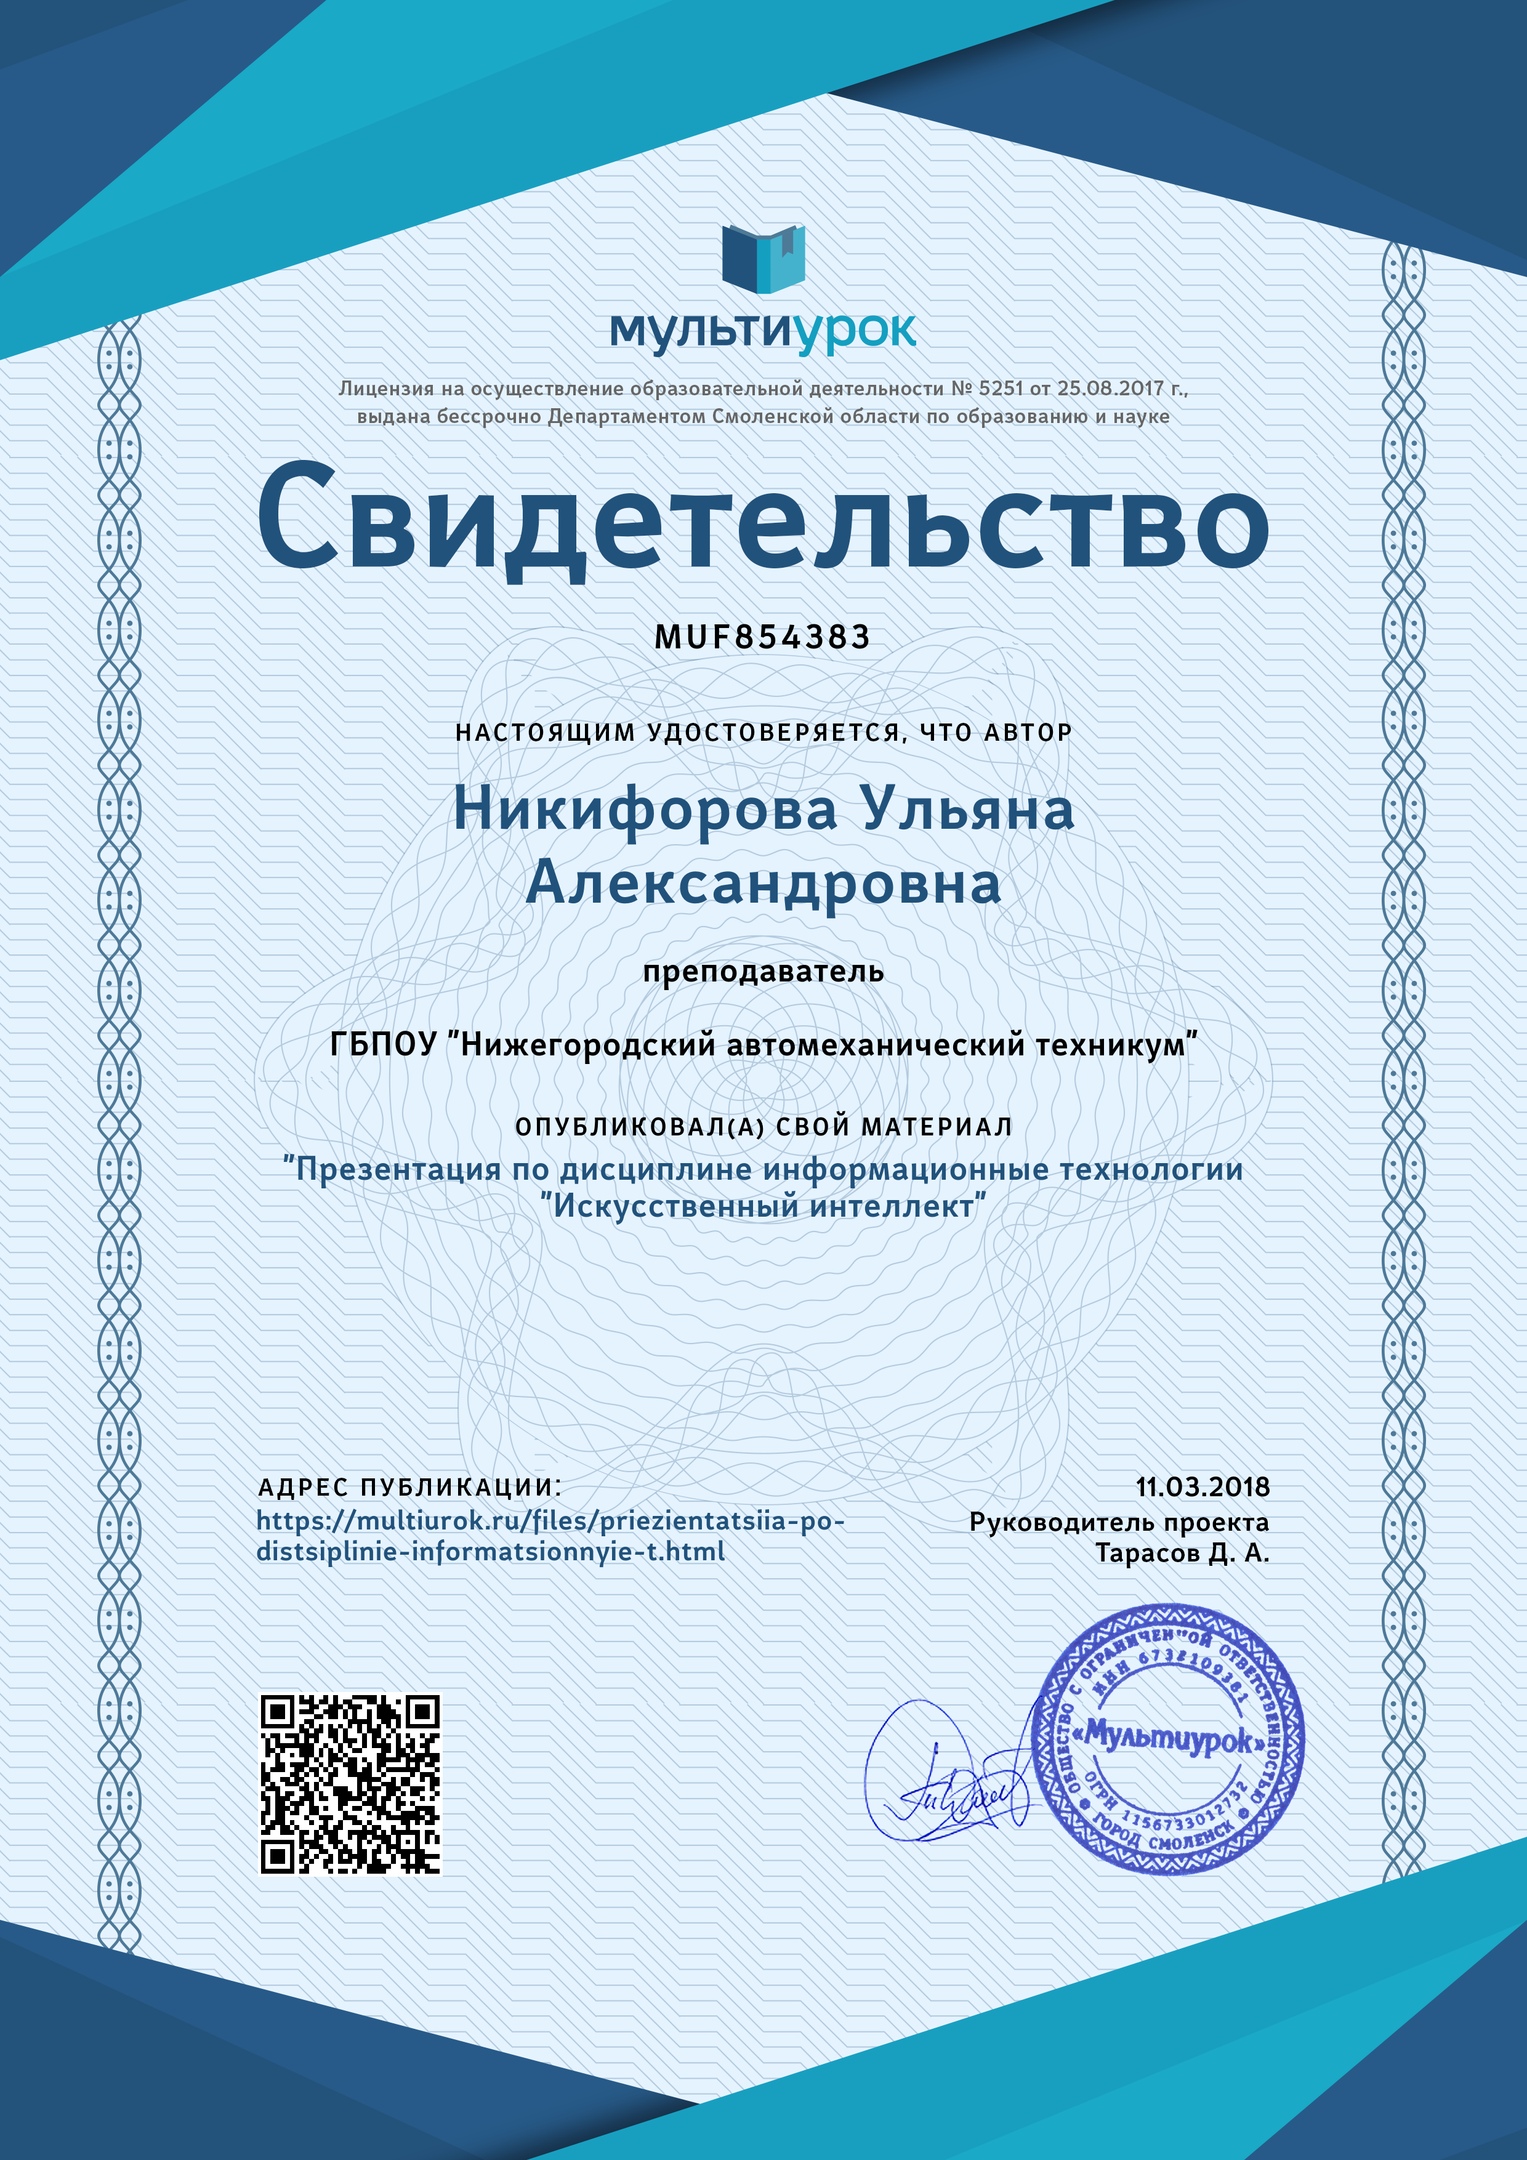 мультиурок
Лицензия на осуществление образовательной деятельности № 5251 от 25.08.2017 г.,
выдана бессрочно Департаментом Смоленской области по образованию и науке
Свидетельство
MUF854383
НАСТОЯЩИМ УДОСТОВЕРЯЕТСЯ, ЧТО АВТОР
Никифорова Ульяна
Александровна
преподаватель
ГБПОУ "Нижегородский автомеханический техникум"
ОПУБЛИКОВАЛ(А) СВОЙ МАТЕРИАЛ
"Презентация по дисциплине информационные технологии
"Искусственный интеллект"
АДРЕС ПУБЛИКАЦИИ:
https://multiurok.ru/files/priezientatsiia-po-
distsiplinie-informatsionnyie-t.html
11.03.2018
Руководитель проекта
Тарасов Д. А.
ОБЩЕСТВО С ОГРАНИЧЕННОЙ ОТВЕТСТВЕННОСТЬЮ
ИНН 6732109381
«Мультиурок»
ОГРН 1156733012732
ГОРОД СМОЛЕНСК